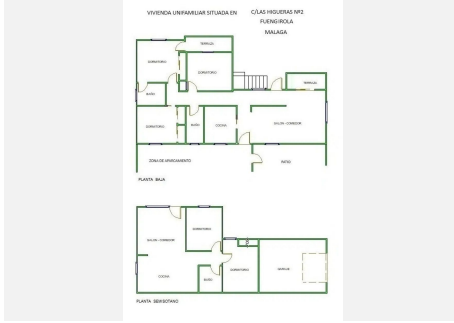 VIVIENDA UNIFAMILIAR SITUADA EN
C/LAS HIGUERAS Nº2
FUENGIROLA
MALAGA
TERRAZA
DORMITORIO
DORMITORIO
TERRAZA
BAÑO
DORMITORIO
BAÑO
COCINA
SALON - COMEDOR
ZONA DE APARCAMIENTO
PATIO
PLANTA BAJA
SALON - COMEDOR
DORMITORIO
COCINA
BAÑO
DORMITORIO
PLANTA SEMISOTANO